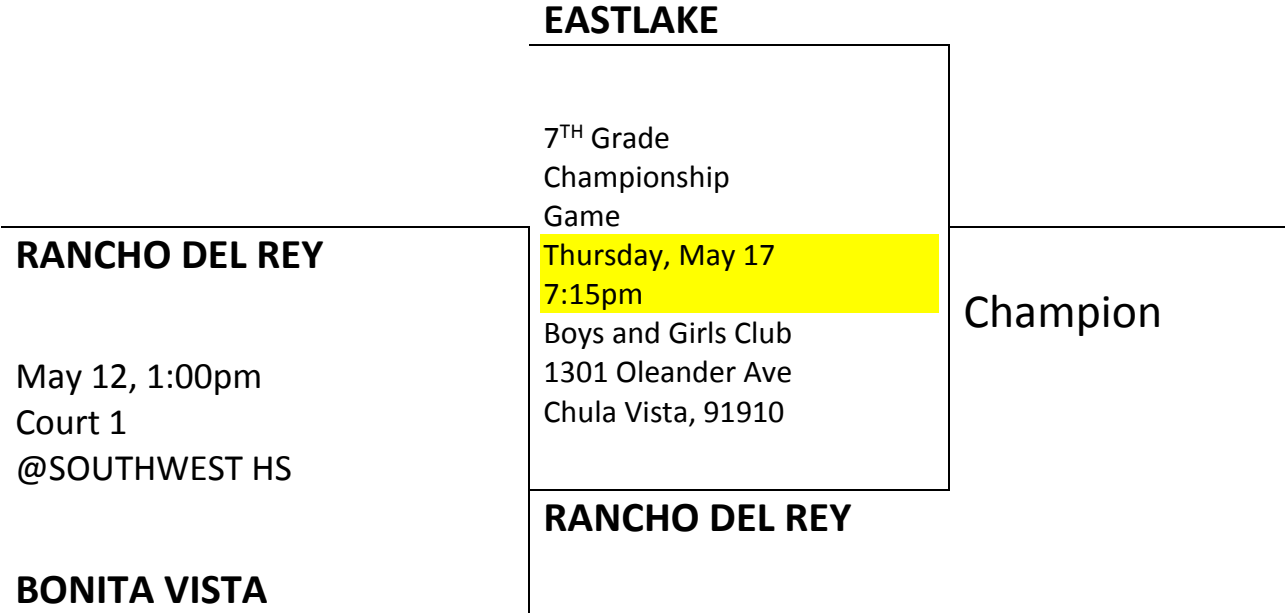 EASTLAKE
7TH Grade
Championship
Game
Thursday, May 17
7:15pm
Boys and Girls Club
1301 Oleander Ave
Chula Vista, 91910
RANCHO DEL REY
May 12, 1:00pm
Court 1
@SOUTHWEST HS
BONITA VISTA
RANCHO DEL REY
Champion